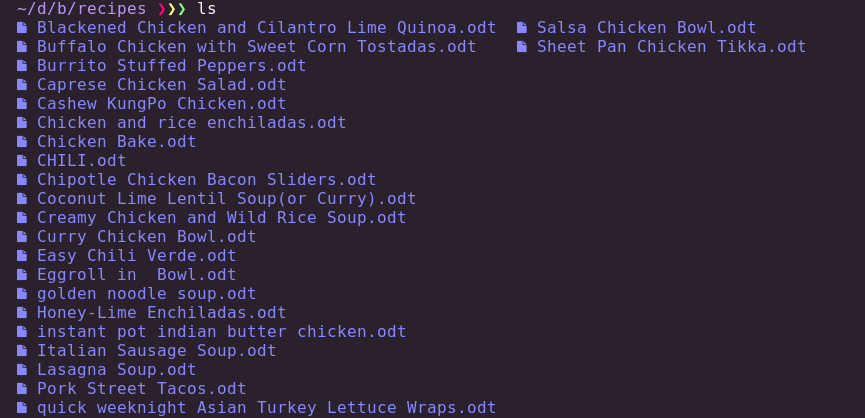 ~/d/b/recipes ❯❯❯ ls
Blackened Chicken and Cilantro Lime Quinoa.odt Salsa Chicken Bowl.odt
Buffalo Chicken with Sweet Corn Tostadas.odt Sheet Pan Chicken Tikka.odt
Burrito Stuffed Peppers.odt
Caprese Chicken Salad.odt
Cashew KungPo Chicken.odt
Chicken and rice enchiladas.odt
Chicken Bake.odt
CHILI.odt
Chipotle Chicken Bacon Sliders.odt
Coconut Lime Lentil Soup(or Curry).odt
Creamy Chicken and Wild Rice Soup.odt
Curry Chicken Bowl.odt
Easy Chili Verde.odt
Eggroll in  Bowl.odt
golden noodle soup.odt
Honey-Lime Enchiladas.odt
instant pot indian butter chicken.odt
Italian Sausage Soup.odt
Lasagna Soup.odt
Pork Street Tacos.odt
quick weeknight Asian Turkey Lettuce Wraps.odt